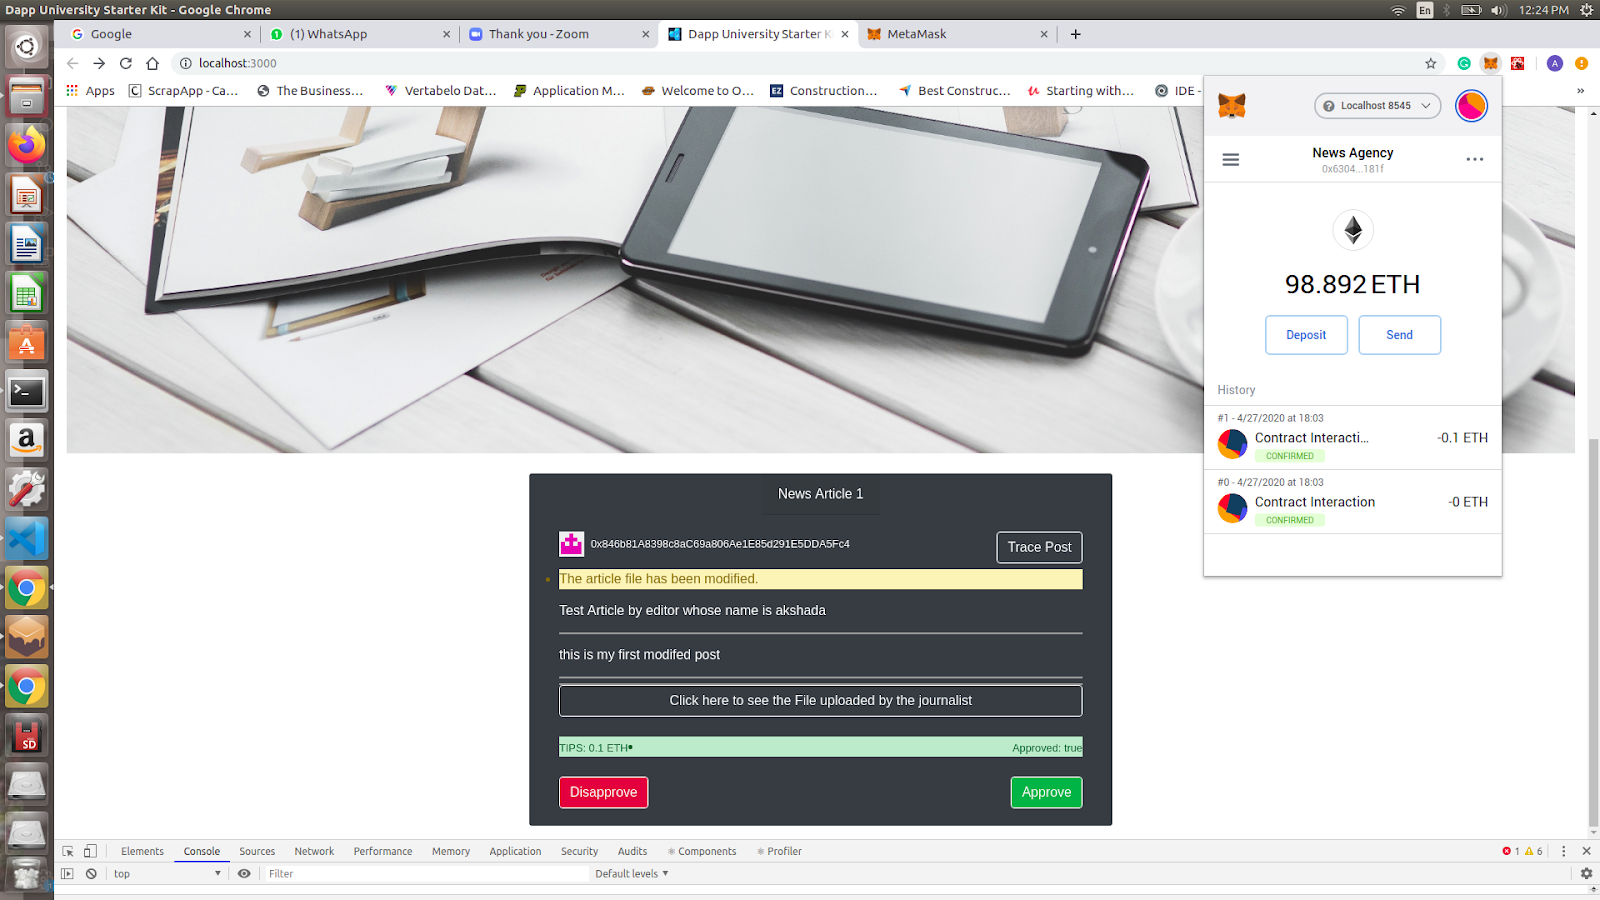 Dapp University Starter Kit - Google Chrome
En
12:24 PM
Google
(1) WhatsApp
Thank you - Zoom
Dapp University Starter K
MetaMask
localhost:3000
A
Apps
ScrapApp - Ca...
The Business...
Vertabelo Dat...
Application M...
Welcome to O...
EZ
Construction...
Best Construc...
Starting with...
IDE -
»
Localhost 8545
News Agency
0x6304...181f
98.892 ETH
Deposit
Send
History
#1 - 4/27/2020 at 18:03
Contract Interacti...
-0.1 ETH
CONFIRMED
#0 - 4/27/2020 at 18:03
Contract Interaction
-0 ETH
CONFIRMED
News Article 1
0x846b81A8398c8aC69a806Ae1E85d291E5DDA5Fc4
Trace Post
The article file has been modified.
Test Article by editor whose name is akshada
this is my first modifed post
Click here to see the File uploaded by the journalist
TIPS: 0.1 ETH
Approved: true
Disapprove
Approve
SD
Elements
Console
Sources
Network
Performance
Memory
Application
Security
Audits
Components
Profiler
1
6
top
Filter
Default levels